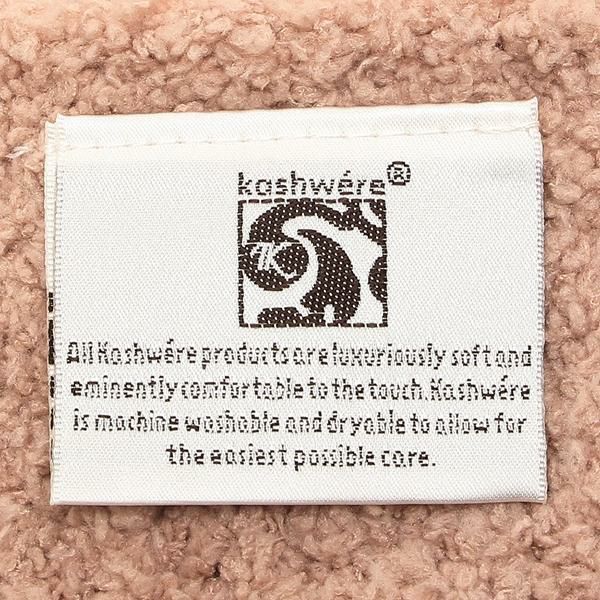 kashwére®
AK
All Kashwére products are luxuriously soft and
eminently comfortable to the touch. Kashwére
is machine washable and dryable to allow for
the easiest possible care.